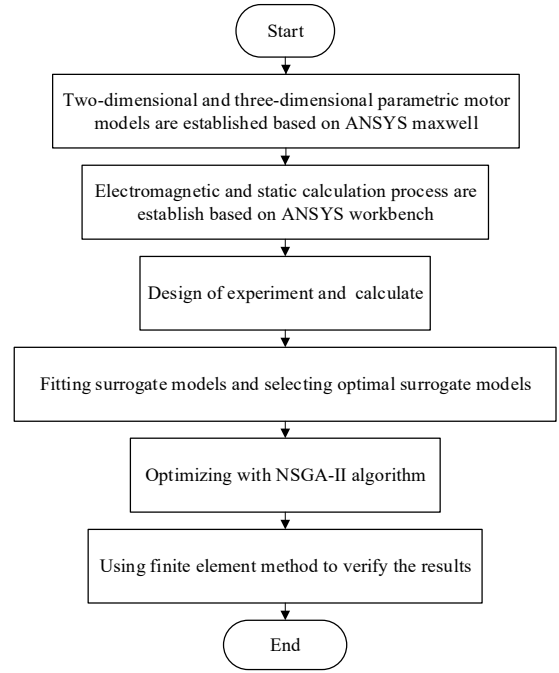 Start
Two-dimensional and three-dimensional parametric motor
models are established based on ANSYS maxwell
Electromagnetic and static calculation process are
establish based on ANSYS workbench
Design of experiment and calculate
Fitting surrogate models and selecting optimal surrogate models
Optimizing with NSGA-II algorithm
Using finite element method to verify the results
End